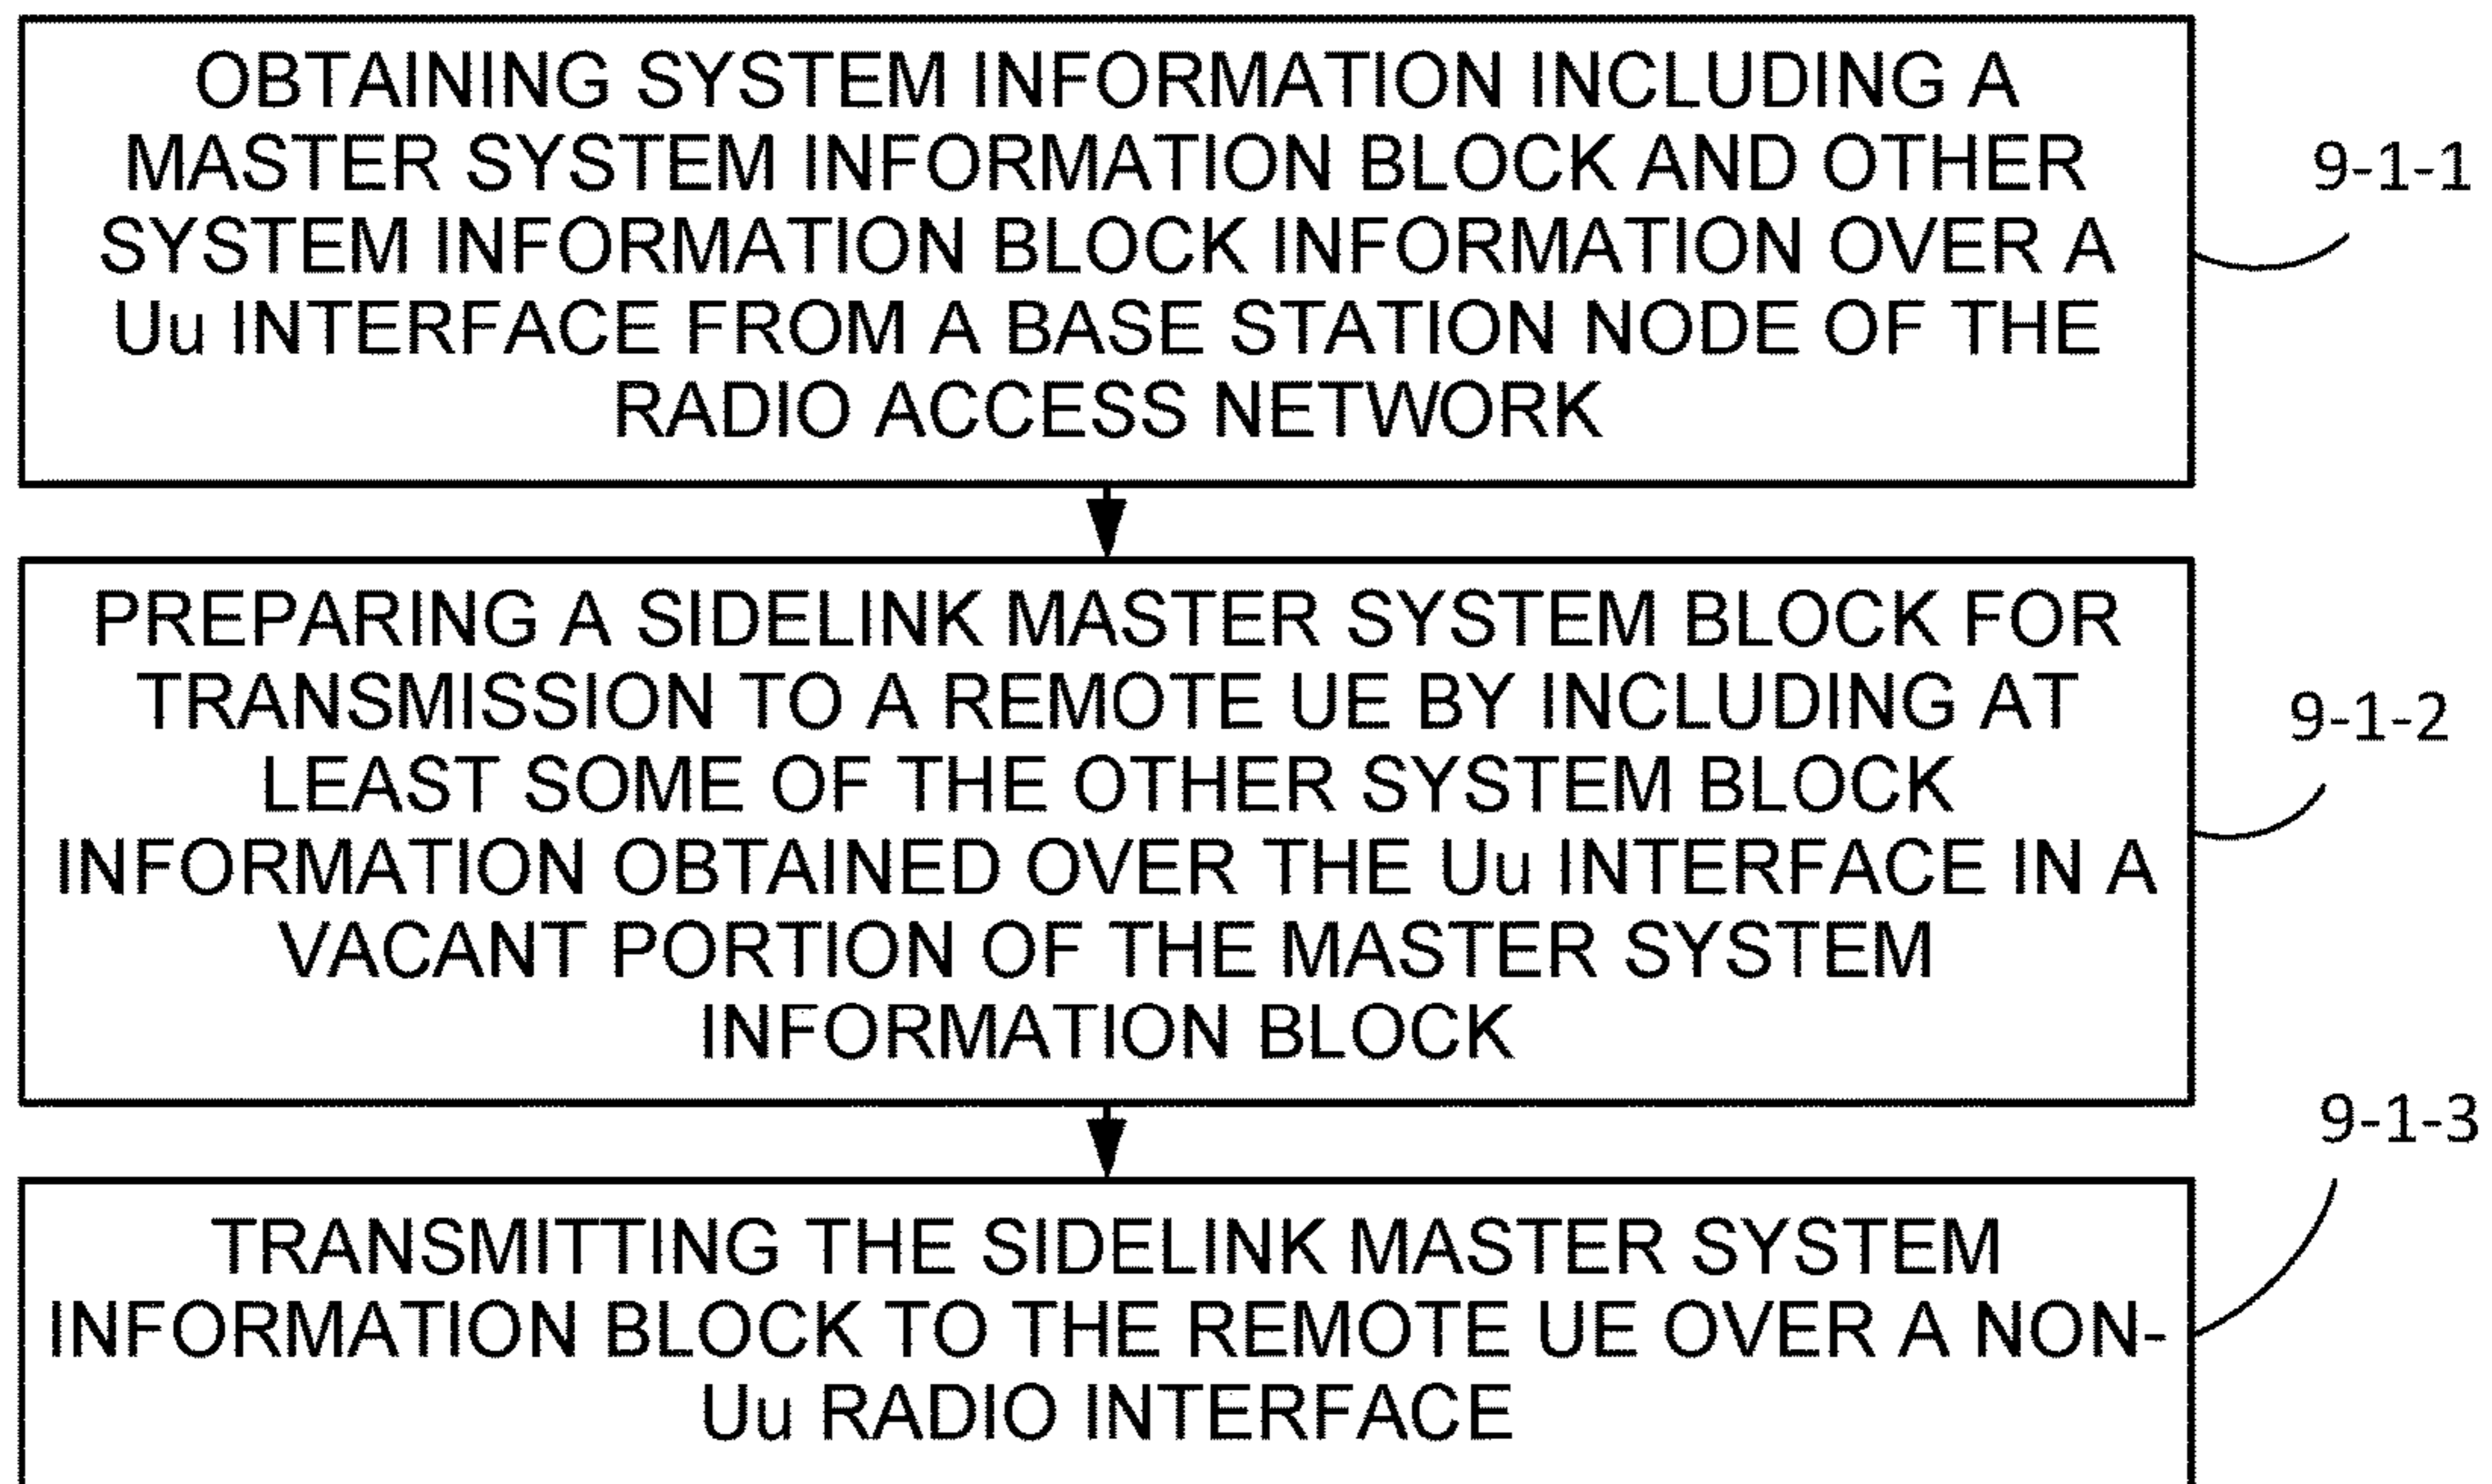 OBTAINING SYSTEM INFORMATION INCLUDING A
MASTER SYSTEM INFORMATION BLOCK AND OTHER
SYSTEM INFORMATION BLOCK INFORMATION OVER A
Uu INTERFACE FROM A BASE STATION NODE OF THE
RADIO ACCESS NETWORK
9-1-1
PREPARING A SIDELINK MASTER SYSTEM BLOCK FOR
TRANSMISSION TO A REMOTE UE BY INCLUDING AT
LEAST SOME OF THE OTHER SYSTEM BLOCK
INFORMATION OBTAINED OVER THE Uu INTERFACE IN A
VACANT PORTION OF THE MASTER SYSTEM
INFORMATION BLOCK
9-1-2
TRANSMITTING THE SIDELINK MASTER SYSTEM
INFORMATION BLOCK TO THE REMOTE UE OVER A NON-
Uu RADIO INTERFACE
9-1-3